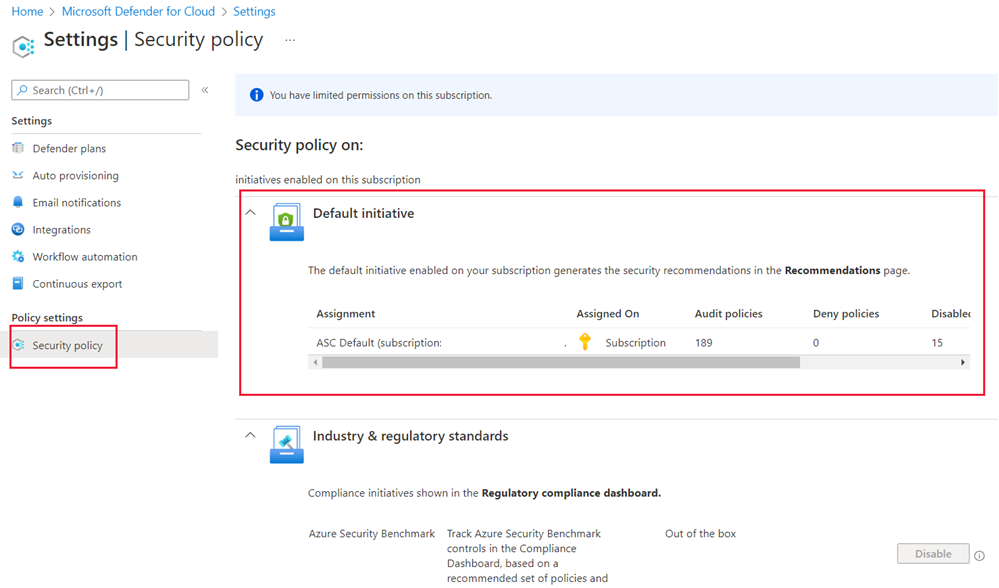 Home > Microsoft Defender for Cloud > Settings
Settings | Security policy ...
Search (Ctrl+/) «
You have limited permissions on this subscription.
Settings
Defender plans
Auto provisioning
Email notifications
Integrations
Workflow automation
Continuous export
Policy settings
Security policy
Security policy on:
initiatives enabled on this subscription
Default initiative
The default initiative enabled on your subscription generates the security recommendations in the Recommendations page.
Assignment Assigned On Audit policies Deny policies Disabled
ASC Default (subscription: . Subscription 189 0 15
Industry & regulatory standards
Compliance initiatives shown in the Regulatory compliance dashboard.
Azure Security Benchmark Track Azure Security Benchmark Out of the box
controls in the Compliance
Dashboard, based on a
recommended set of policies and
Disable